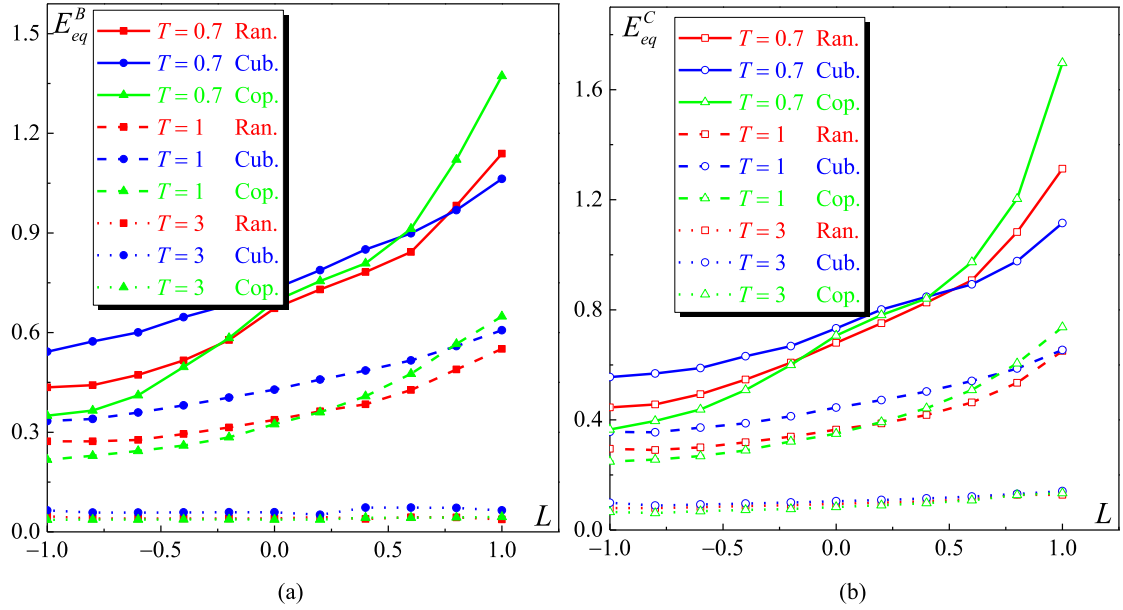 E_eq^B
T = 0.7 Ran.
T = 0.7 Cub.
T = 0.7 Cop.
T = 1 Ran.
T = 1 Cub.
T = 1 Cop.
T = 3 Ran.
T = 3 Cub.
T = 3 Cop.
1.5
1.2
0.9
0.6
0.3
0.0
−1.0 −0.5 0.0 0.5 1.0
L
(a)
E_eq^C
T = 0.7 Ran.
T = 0.7 Cub.
T = 0.7 Cop.
T = 1 Ran.
T = 1 Cub.
T = 1 Cop.
T = 3 Ran.
T = 3 Cub.
T = 3 Cop.
1.6
1.2
0.8
0.4
0.0
−1.0 −0.5 0.0 0.5 1.0
L
(b)